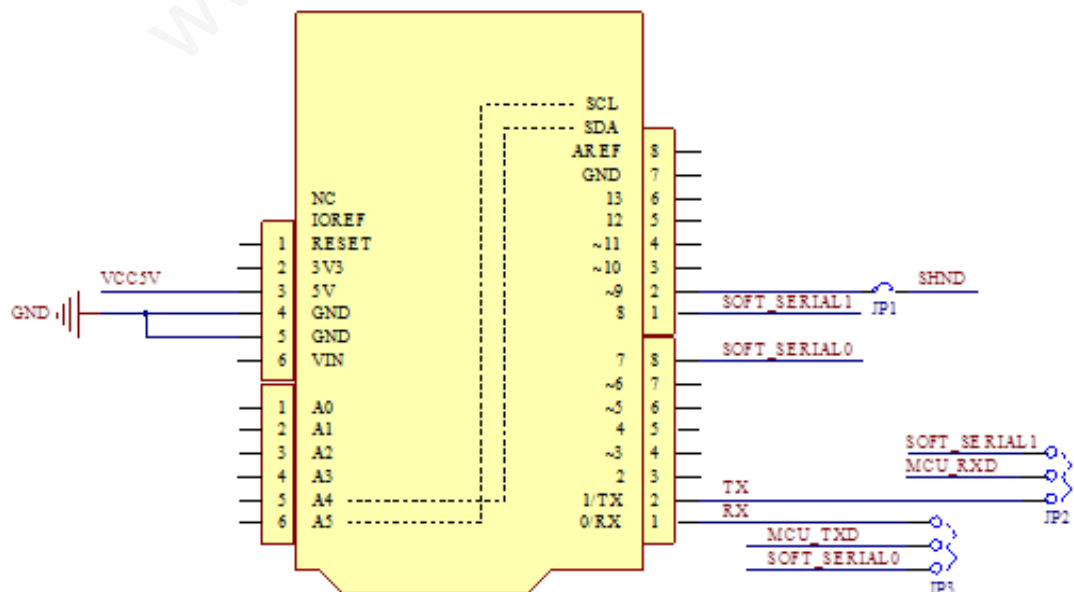 SCL
SDA
AREF 8
GND 7
NC 13 6
IOREF 12 5
1 RESET ~11 4
2 3V3 ~10 3
VCC5V 3 5V ~9 2 SHND
GND 4 GND 8 1 SOFT_SERIAL1 JP1
5 GND
6 VIN 7 8 SOFT_SERIAL0
~6 7
1 A0 ~5 6
2 A1 4 5
3 A2 ~3 4 SOFT_SERIAL1
4 A3 2 3 MCU_RXD
5 A4 1/TX 2 TX
6 A5 0/RX 1 RX JP2
MCU_TXD
SOFT_SERIAL0
JP3